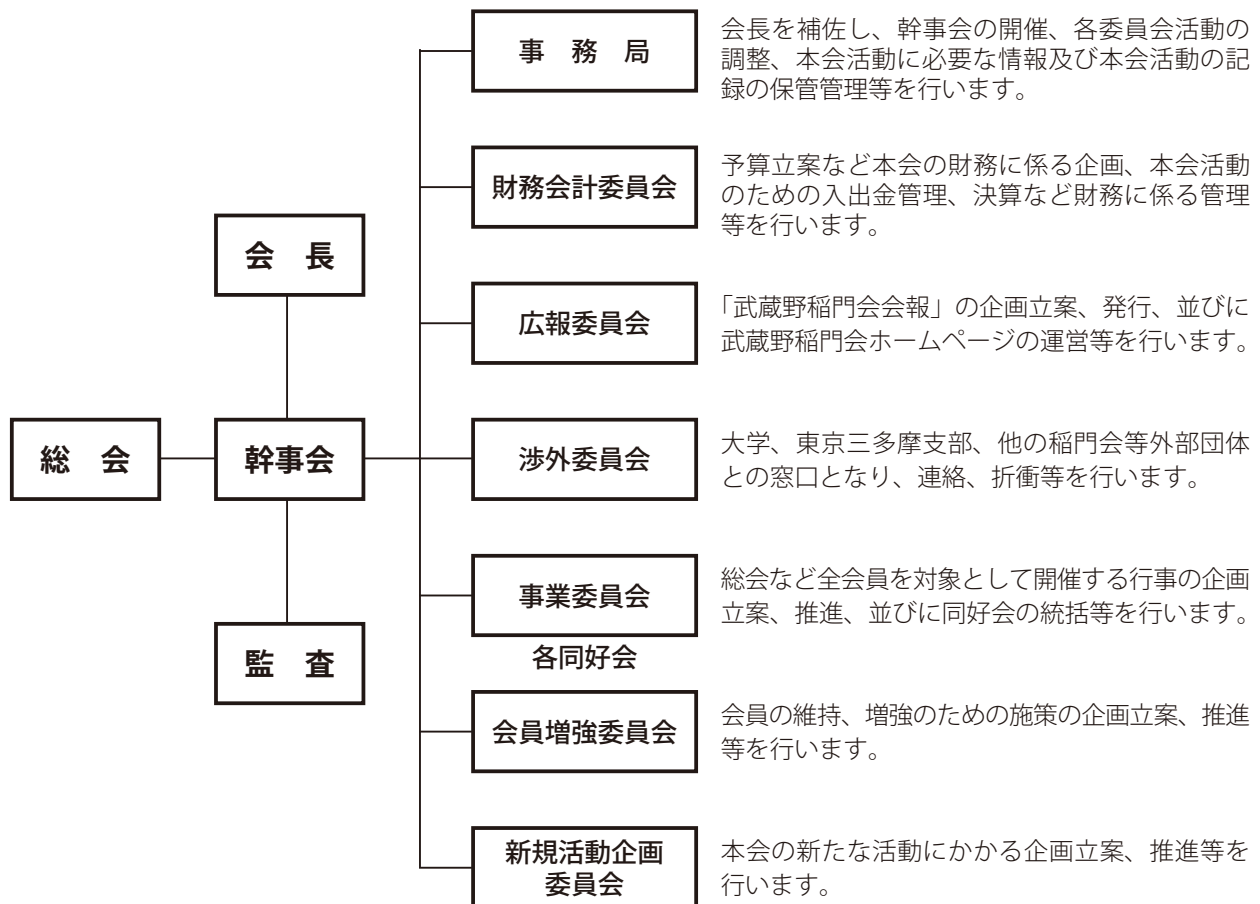 事 務 局
会長を補佐し、幹事会の開催、各委員会活動の
調整、本会活動に必要な情報及び本会活動の記
録の保管管理等を行います。
財務会計委員会
予算立案など本会の財務に係る企画、本会活動
のための入出金管理、決算など財務に係る管理
等を行います。
会 長
広報委員会
「武蔵野稲門会会報」の企画立案、発行、並びに
武蔵野稲門会ホームページの運営等を行います。
総 会
幹事会
渉外委員会
大学、東京三多摩支部、他の稲門会等外部団体
との窓口となり、連絡、折衝等を行います。
事業委員会
総会など全会員を対象として開催する行事の企画
立案、推進、並びに同好会の統括等を行います。
各同好会
監 査
会員増強委員会
会員の維持、増強のための施策の企画立案、推進
等を行います。
新規活動企画
委員会
本会の新たな活動にかかる企画立案、推進等を
行います。